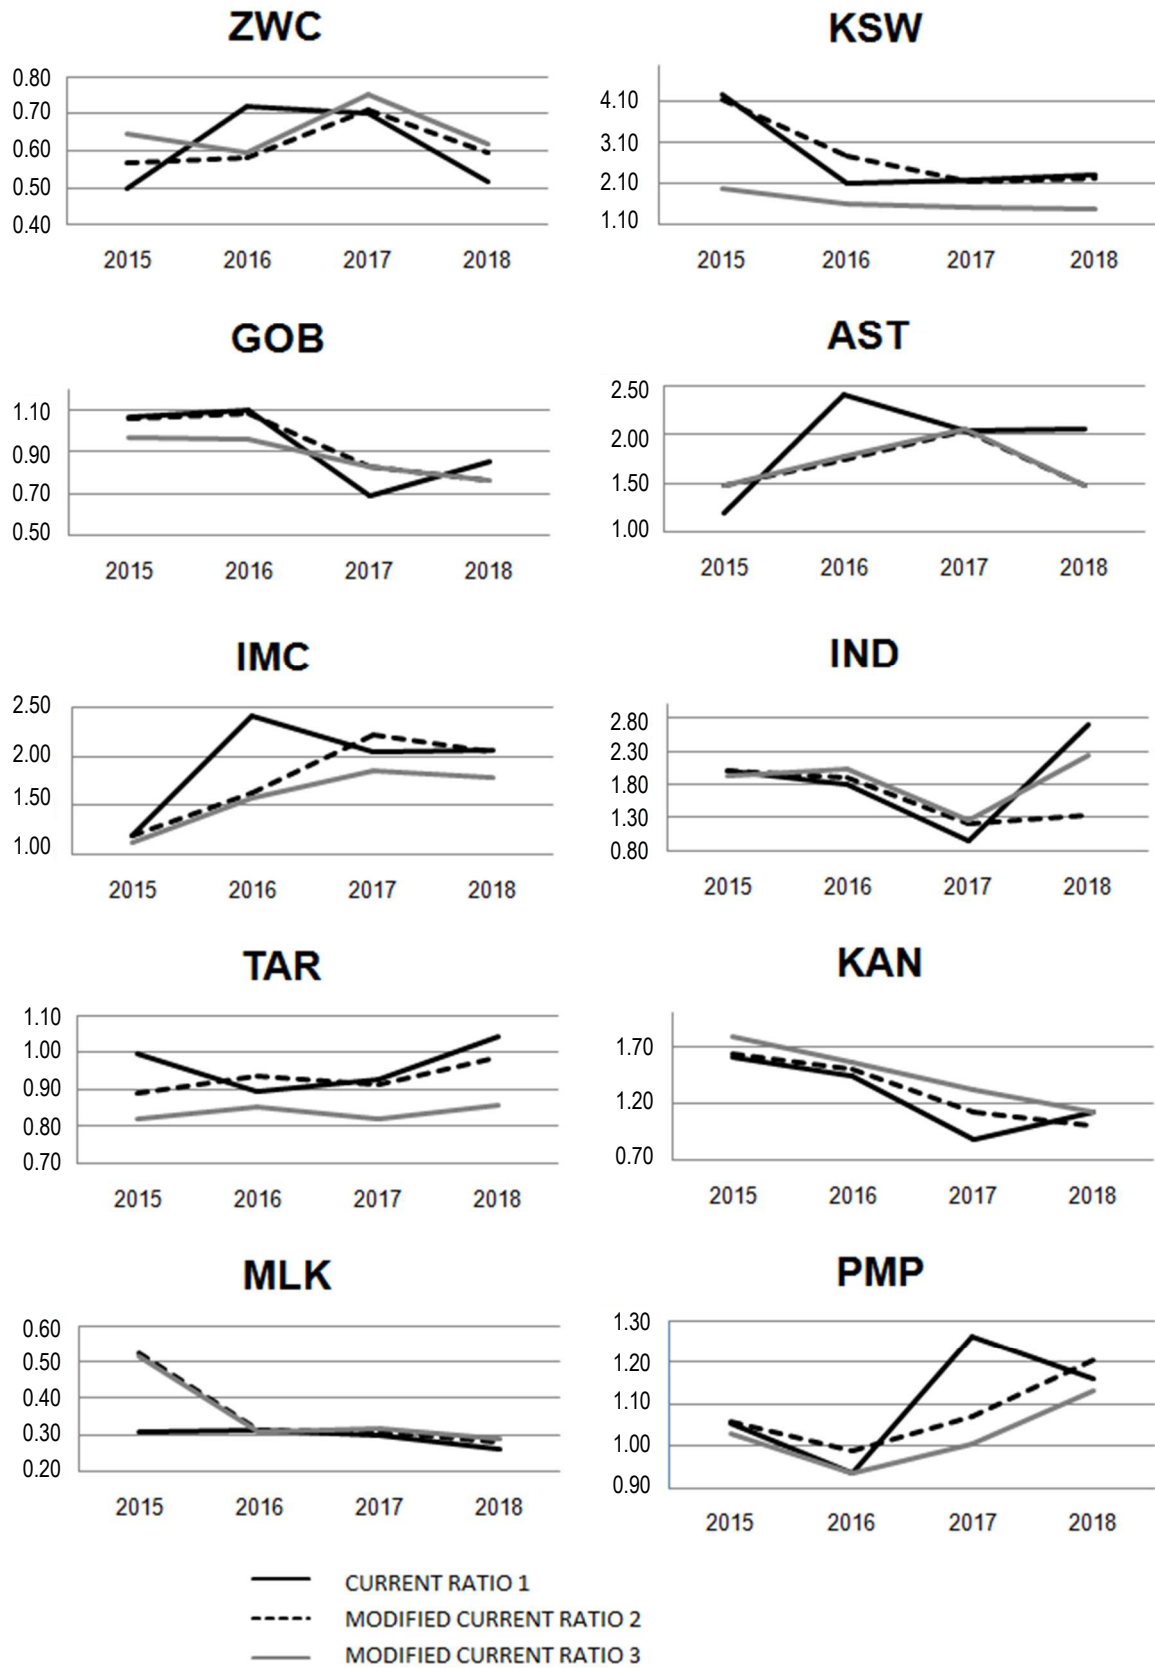 ZWC
0.80
0.70
0.60
0.50
0.40
2015 2016 2017 2018
KSW
4.10
3.10
2.10
1.10
2015 2016 2017 2018
GOB
1.10
0.90
0.70
0.50
2015 2016 2017 2018
AST
2.50
2.00
1.50
1.00
2015 2016 2017 2018
IMC
2.50
2.00
1.50
1.00
2015 2016 2017 2018
IND
2.80
2.30
1.80
1.30
0.80
2015 2016 2017 2018
TAR
1.10
1.00
0.90
0.80
0.70
2015 2016 2017 2018
KAN
1.70
1.20
0.70
2015 2016 2017 2018
MLK
0.60
0.50
0.40
0.30
0.20
2015 2016 2017 2018
PMP
1.30
1.20
1.10
1.00
0.90
2015 2016 2017 2018
CURRENT RATIO 1
MODIFIED CURRENT RATIO 2
MODIFIED CURRENT RATIO 3